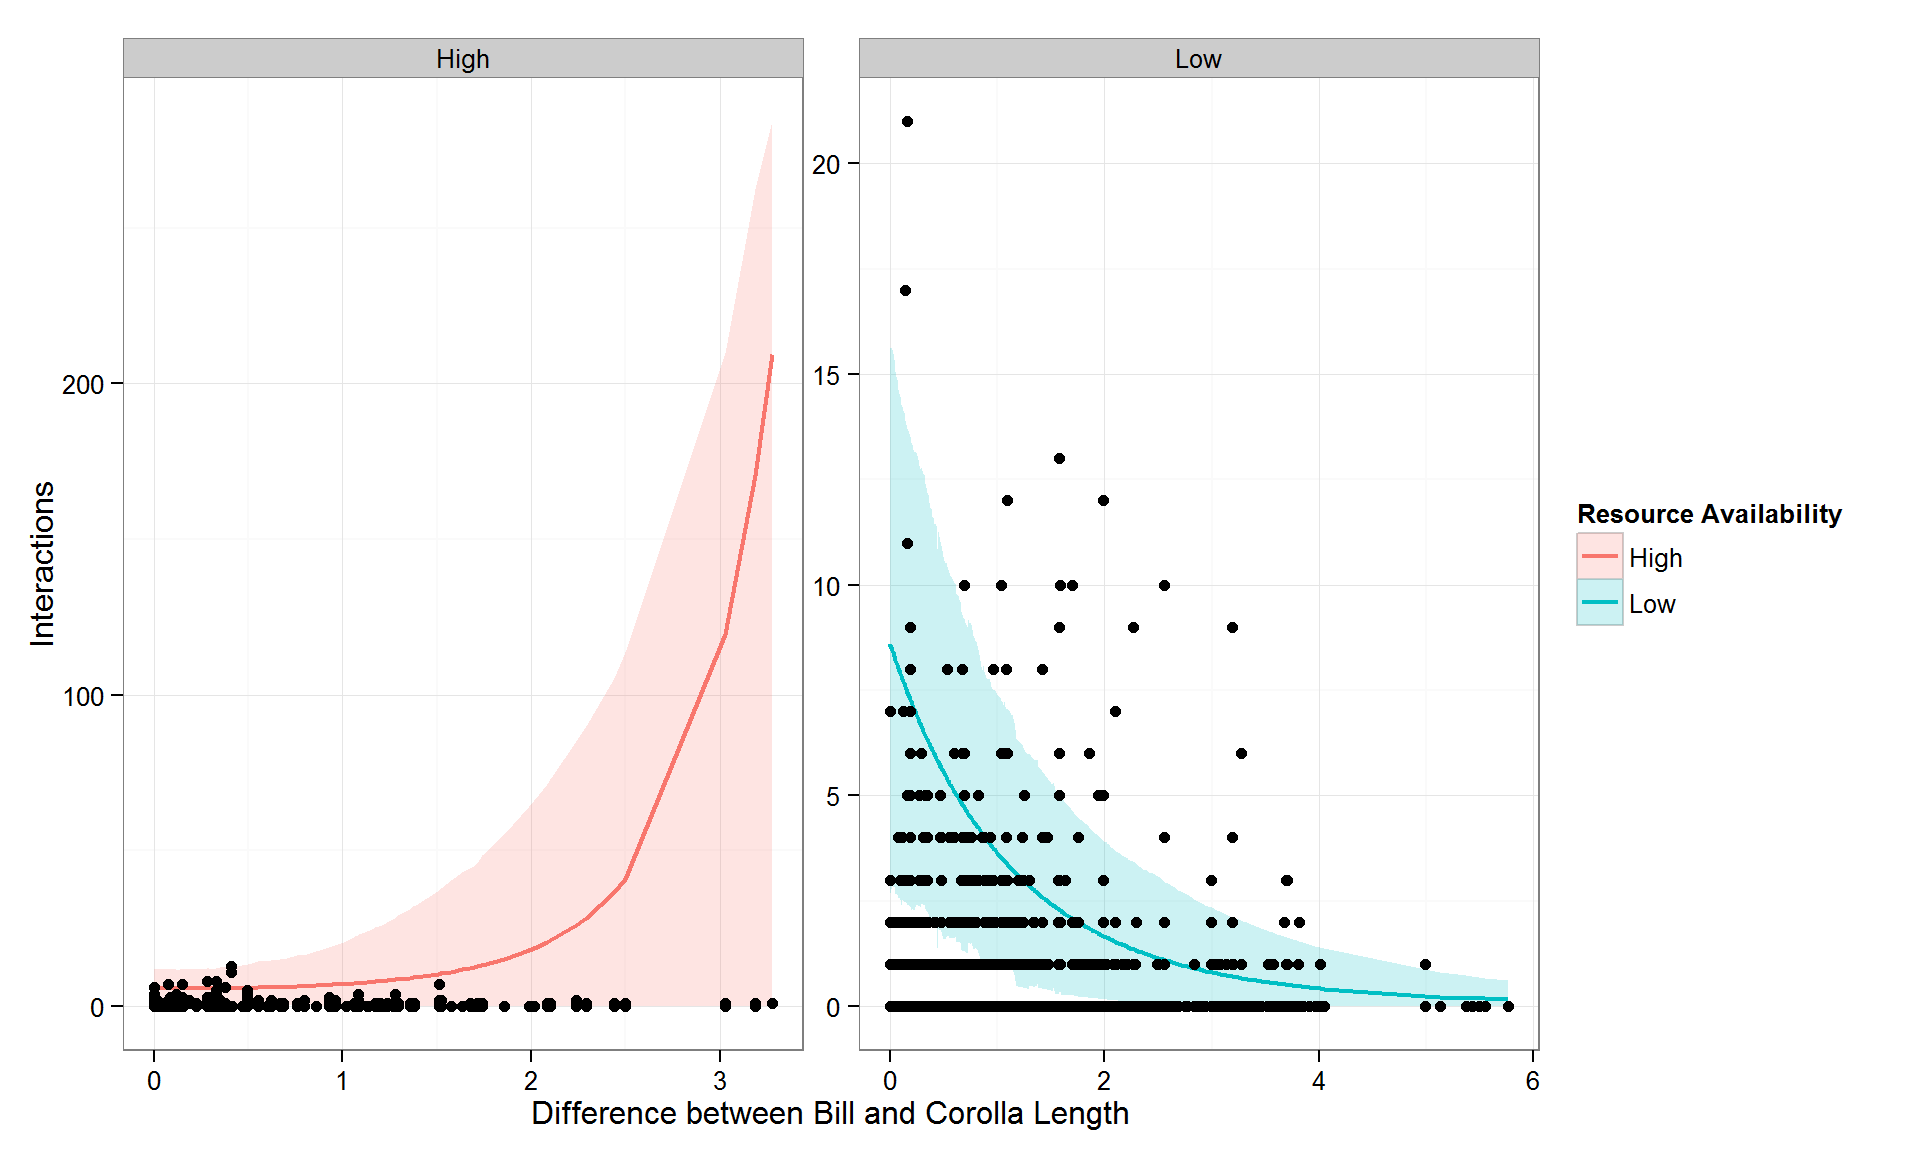 High
Low
Interactions
200
100
0
20
15
10
5
0
0 1 2 3
0 2 4 6
Difference between Bill and Corolla Length
Resource Availability
High
Low